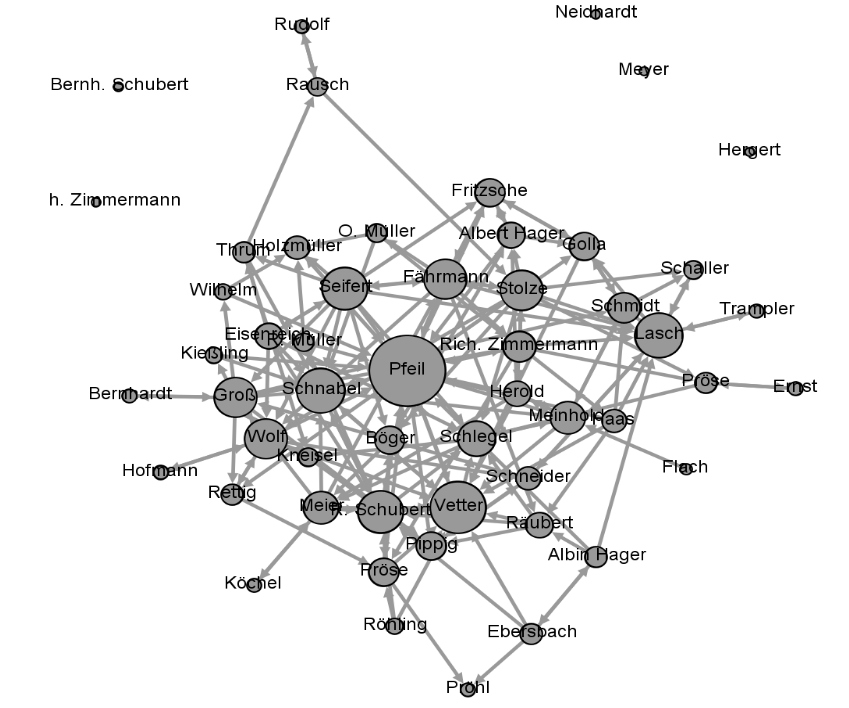 Neidhardt
Rudolf
Meyer
Bernh. Schubert
Rausch
Hergert
Fritzsche
h. Zimmermann
O. Müller
Albert Hager
Golla
Thrum
Holzmüller
Schaller
Fährmann
Seifert
Stolze
Wilhelm
Schmidt
Trampler
Eisenreich
R. Müller
Rich. Zimmermann
Lasch
Kießling
Pfeil
Pröse
Ernst
Bernhardt
Groß
Schnabel
Herold
Meinhold
Haas
Wolf
Böger
Schlegel
Kneisel
Hofmann
Flach
Schneider
Rettig
Meier
R. Schubert
Vetter
Räubert
Pippig
Albin Hager
Pröse
Köchel
Röhling
Ebersbach
Pröhl